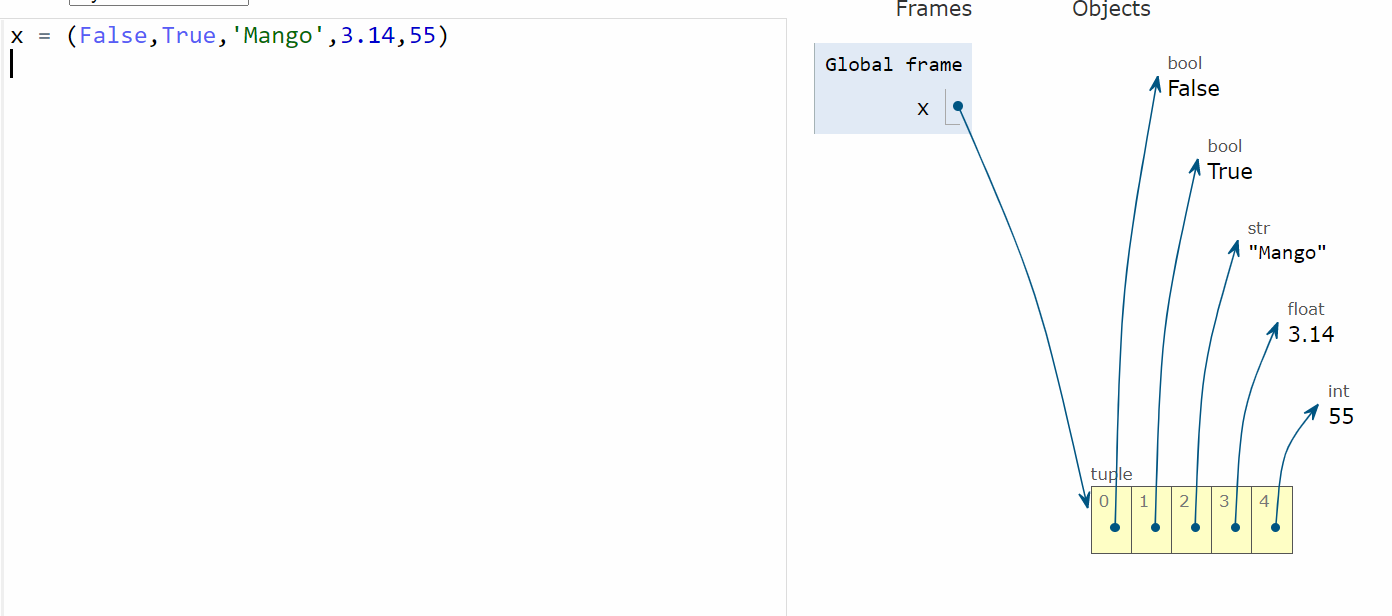 x = (False,True,'Mango',3.14,55)
Frames
Objects
Global frame
x
bool
False
bool
True
str
"Mango"
float
3.14
int
55
tuple
0 1 2 3 4